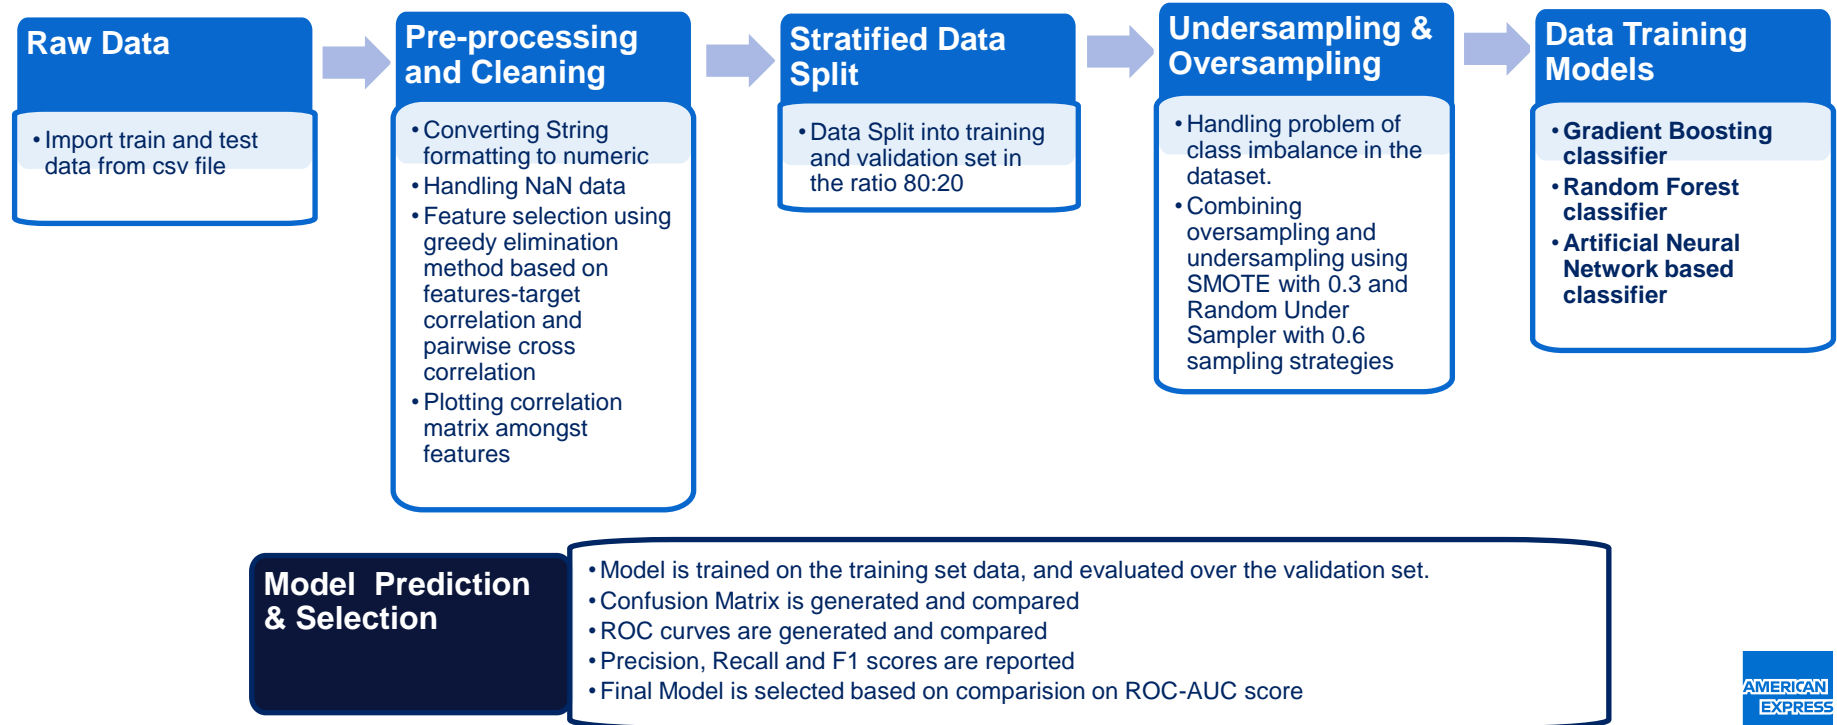 Raw Data
• Import train and test
data from csv file
Pre-processing
and Cleaning
• Converting String
formatting to numeric
• Handling NaN data
• Feature selection using
greedy elimination
method based on
features-target
correlation and
pairwise cross
correlation
• Plotting correlation
matrix amongst
features
Stratified Data
Split
• Data Split into training
and validation set in
the ratio 80:20
Undersampling &
Oversampling
• Handling problem of
class imbalance in the
dataset.
• Combining
oversampling and
undersampling using
SMOTE with 0.3 and
Random Under
Sampler with 0.6
sampling strategies
Data Training
Models
• Gradient Boosting
classifier
• Random Forest
classifier
• Artificial Neural
Network based
classifier
Model Prediction
& Selection
• Model is trained on the training set data, and evaluated over the validation set.
• Confusion Matrix is generated and compared
• ROC curves are generated and compared
• Precision, Recall and F1 scores are reported
• Final Model is selected based on comparision on ROC-AUC score
AMERICAN
EXPRESS